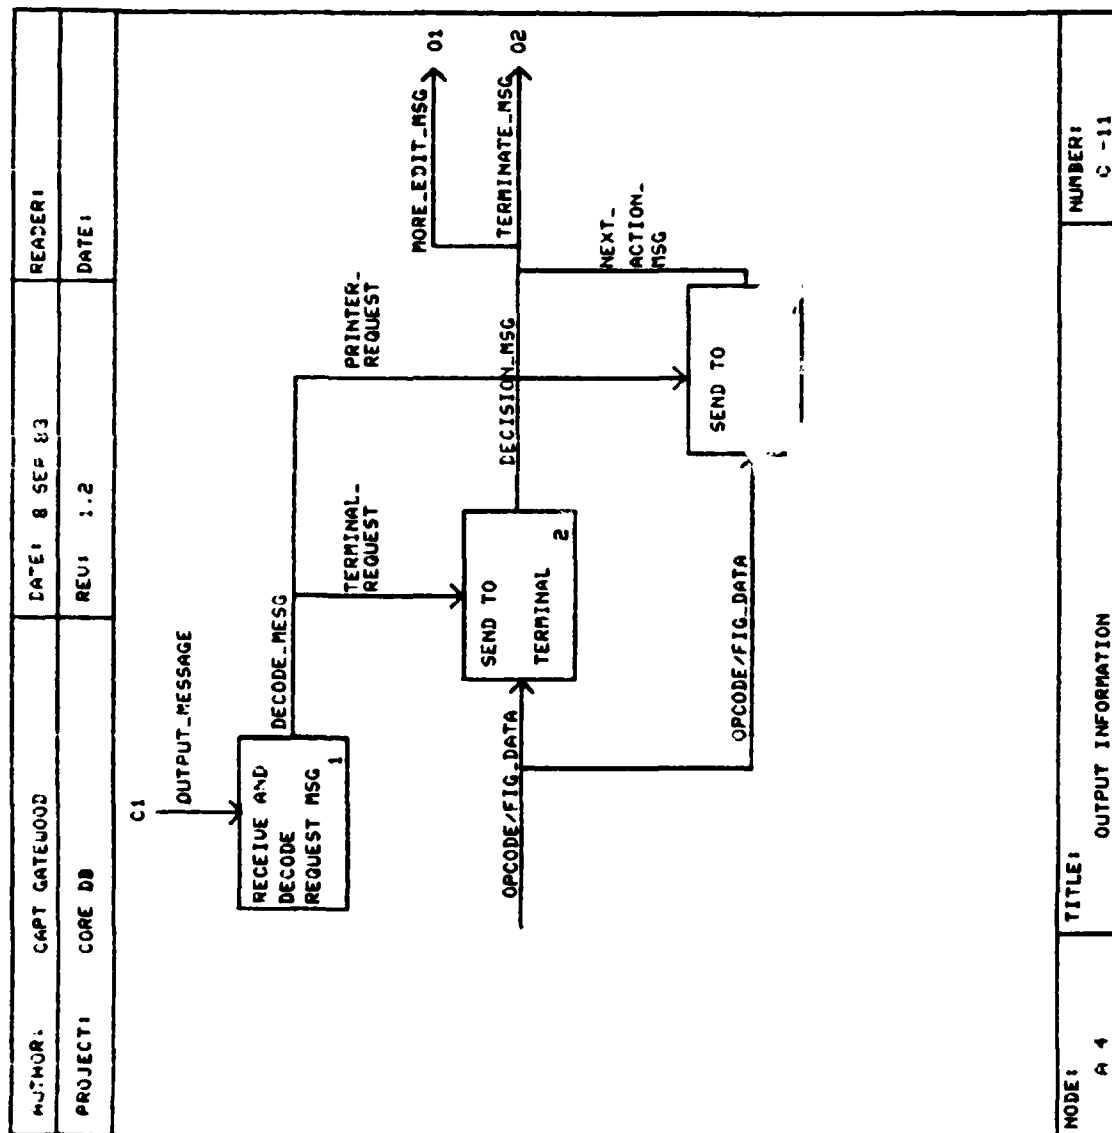 AUTHOR: CAPT GATEWOOD
DATE: 8 SEP 83
READER:
PROJECT: CORE DB
REV: 1.2
DATE:
C1
OUTPUT_MESSAGE
RECEIVE AND
DECODE
REQUEST MSG
1
DECODE_MESG
TERMINAL_
REQUEST
PRINTER_
REQUEST
MORE_EDIT_MSG
O1
OPCODE/FIG_DATA
SEND TO
TERMINAL
2
DECISION_MSG
TERMINATE_MSG
O2
NEXT_
ACTION_
MSG
OPCODE/FIG_DATA
SEND TO
NODE:
A 4
TITLE:
OUTPUT INFORMATION
NUMBER:
C -11